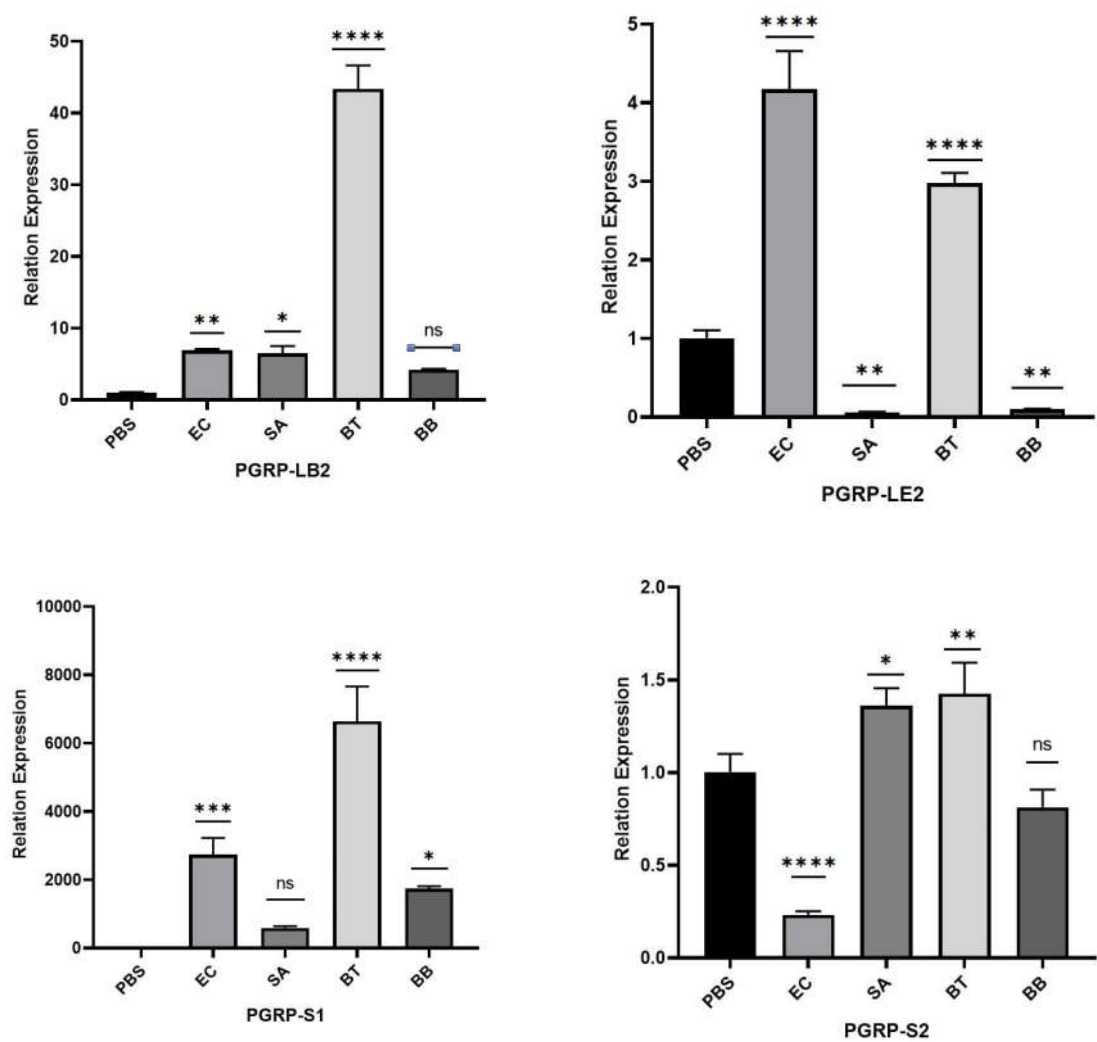 Relation Expression
50
40
30
20
10
0
****
**
*
ns
PBS
EC
SA
BT
BB
PGRP-LB2
Relation Expression
5
4
3
2
1
0
****
**
****
**
PBS
EC
SA
BT
BB
PGRP-LE2
Relation Expression
10000
8000
6000
4000
2000
0
***
ns
****
*
PBS
EC
SA
BT
BB
PGRP-S1
Relation Expression
2.0
1.5
1.0
0.5
0.0
****
*
**
ns
PBS
EC
SA
BT
BB
PGRP-S2